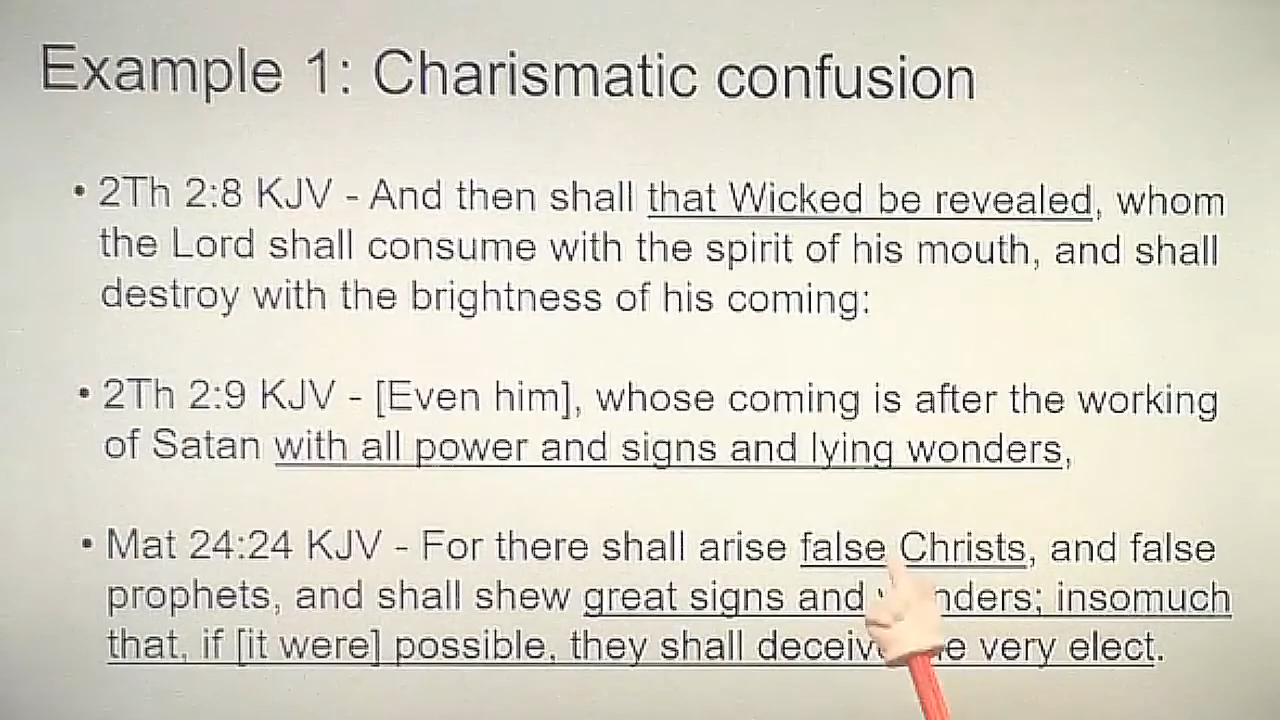 Example 1: Charismatic confusion
• 2Th 2:8 KJV - And then shall that Wicked be revealed, whom
the Lord shall consume with the spirit of his mouth, and shall
destroy with the brightness of his coming:
• 2Th 2:9 KJV - [Even him], whose coming is after the working
of Satan with all power and signs and lying wonders,
• Mat 24:24 KJV - For there shall arise false Christs, and false
prophets, and shall shew great signs and nders; insomuch
that, if [it were] possible, they shall deceiv e very elect.